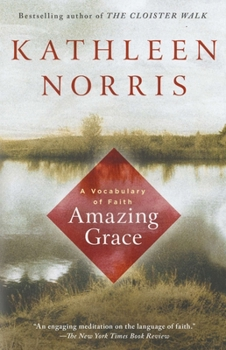 Bestselling author of THE CLOISTER WALK
KATHLEEN
NORRIS
A Vocabulary
of Faith
Amazing
Grace
"An engaging meditation on the language of faith."
—The New York Times Book Review